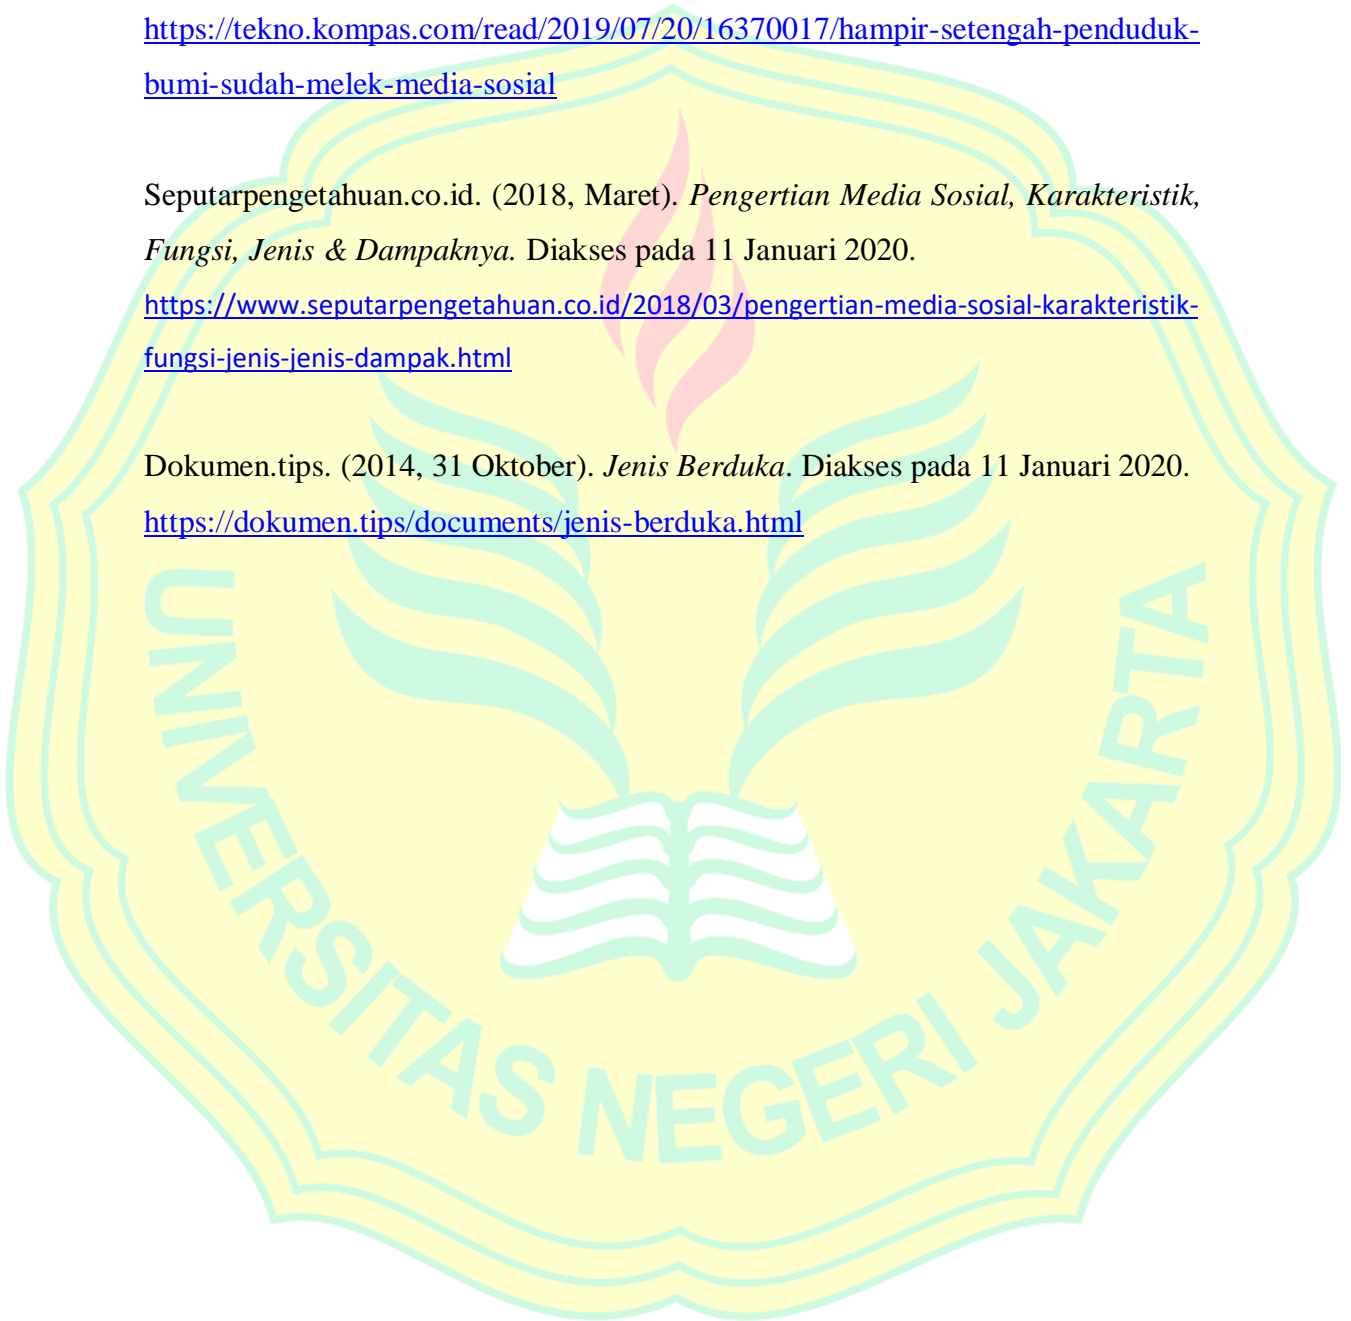 https://tekno.kompas.com/read/2019/07/20/16370017/hampir-setengah-penduduk-
bumi-sudah-melek-media-sosial
Seputarpengetahuan.co.id. (2018, Maret). Pengertian Media Sosial, Karakteristik,
Fungsi, Jenis & Dampaknya. Diakses pada 11 Januari 2020.
https://www.seputarpengetahuan.co.id/2018/03/pengertian-media-sosial-karakteristik-
fungsi-jenis-jenis-dampak.html
Dokumen.tips. (2014, 31 Oktober). Jenis Berduka. Diakses pada 11 Januari 2020.
https://dokumen.tips/documents/jenis-berduka.html
UNIVERSITAS NEGERI JAKARTA